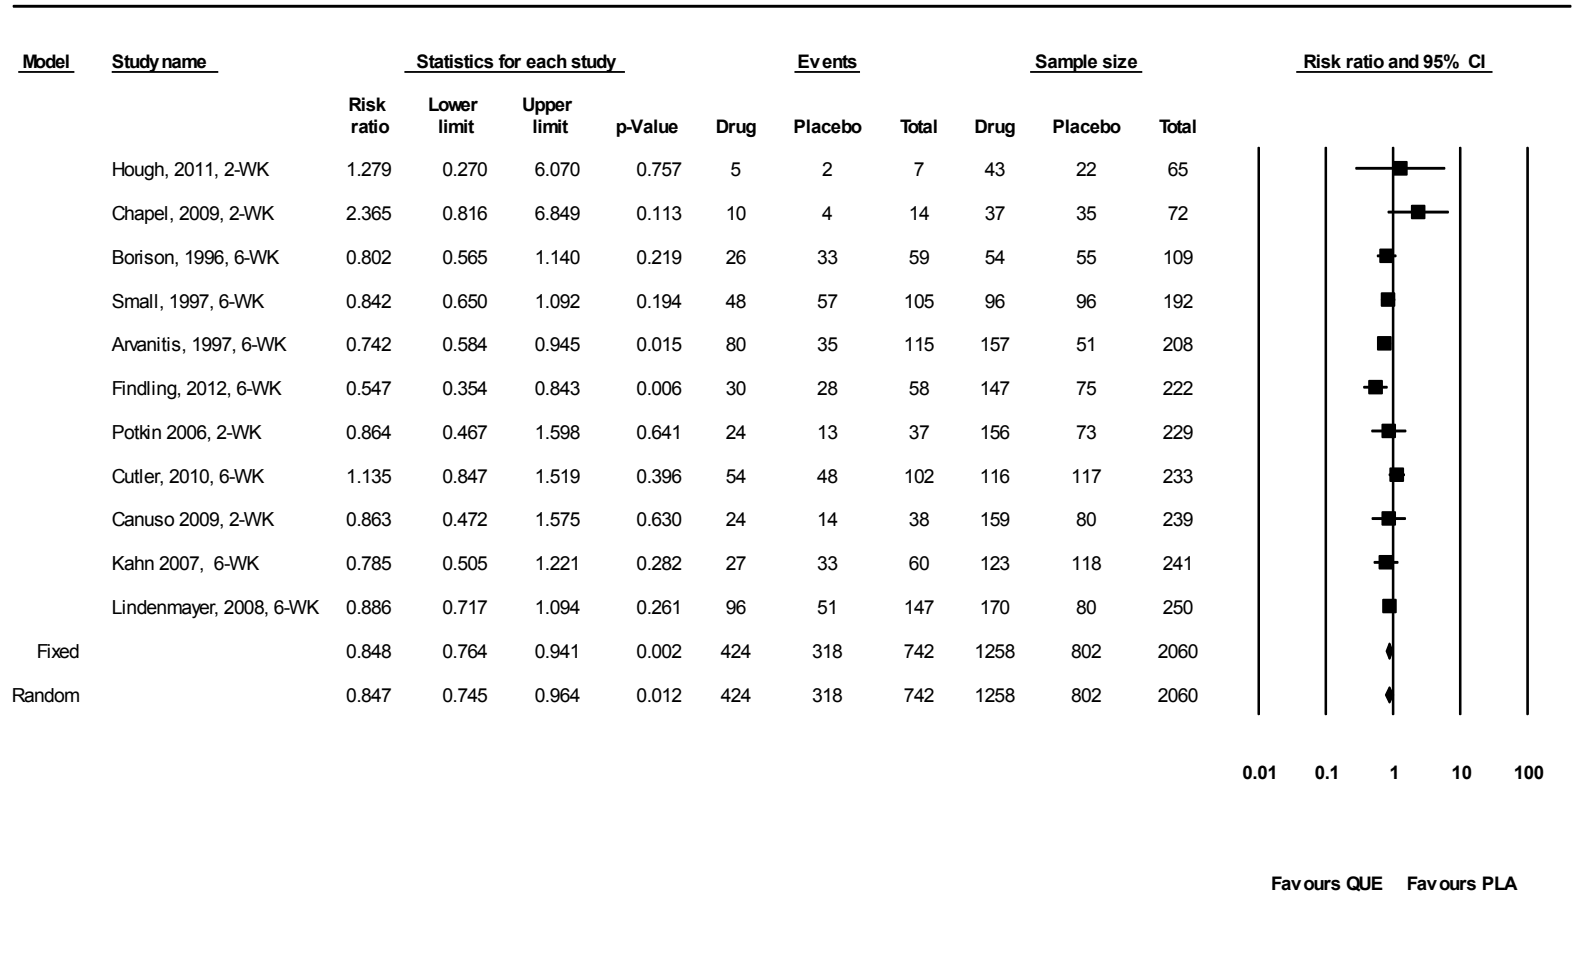 Model Study name Statistics for each study Events Sample size Risk ratio and 95% CI
Risk Lower Upper
ratio limit limit p-Value Drug Placebo Total Drug Placebo Total
Hough, 2011, 2-WK 1.279 0.270 6.070 0.757 5 2 7 43 22 65
Chapel, 2009, 2-WK 2.365 0.816 6.849 0.113 10 4 14 37 35 72
Borison, 1996, 6-WK 0.802 0.565 1.140 0.219 26 33 59 54 55 109
Small, 1997, 6-WK 0.842 0.650 1.092 0.194 48 57 105 96 96 192
Arvanitis, 1997, 6-WK 0.742 0.584 0.945 0.015 80 35 115 157 51 208
Findling, 2012, 6-WK 0.547 0.354 0.843 0.006 30 28 58 147 75 222
Potkin 2006, 2-WK 0.864 0.467 1.598 0.641 24 13 37 156 73 229
Cutler, 2010, 6-WK 1.135 0.847 1.519 0.396 54 48 102 116 117 233
Canuso 2009, 2-WK 0.863 0.472 1.575 0.630 24 14 38 159 80 239
Kahn 2007, 6-WK 0.785 0.505 1.221 0.282 27 33 60 123 118 241
Lindenmayer, 2008, 6-WK 0.886 0.717 1.094 0.261 96 51 147 170 80 250
Fixed 0.848 0.764 0.941 0.002 424 318 742 1258 802 2060
Random 0.847 0.745 0.964 0.012 424 318 742 1258 802 2060
0.01 0.1 1 10 100
Favours QUE Favours PLA